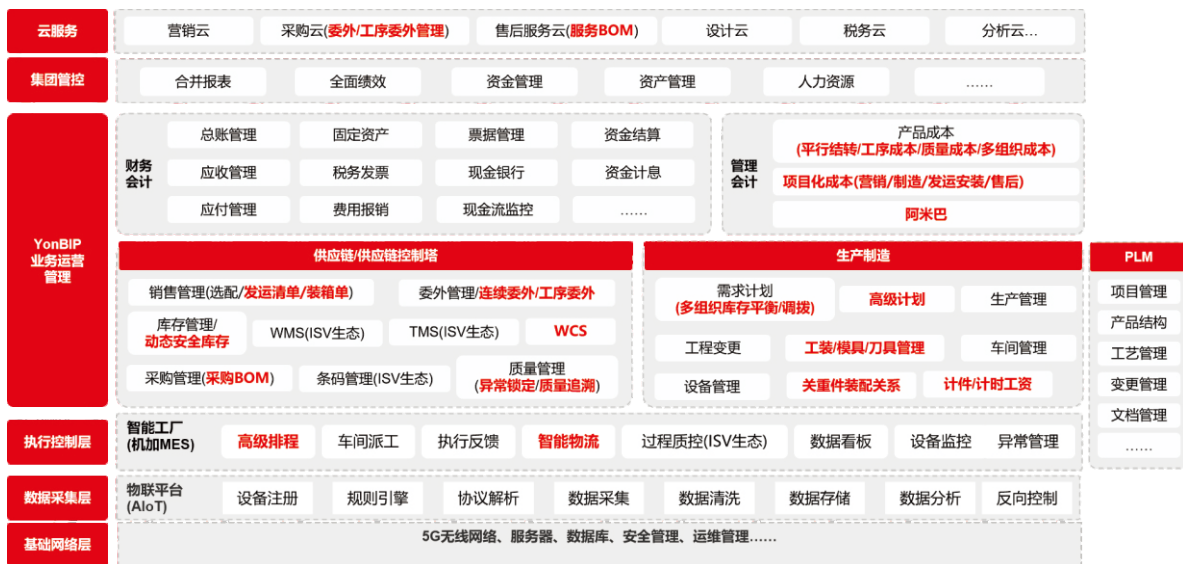 云服务
营销云
采购云(委外/工序委外管理)
售后服务云(服务BOM)
设计云
税务云
分析云...
集团管控
合并报表
全面绩效
资金管理
资产管理
人力资源
……
YonBIP
业务运营
管理
财务
会计
总账管理
固定资产
票据管理
资金结算
应收管理
税务发票
现金银行
资金计息
应付管理
费用报销
现金流监控
……
管理
会计
产品成本
(平行结转/工序成本/质量成本/多组织成本)
项目化成本(营销/制造/发运安装/售后)
阿米巴
供应链/供应链控制塔
销售管理(选配/发运清单/装箱单)
委外管理/连续委外/工序委外
库存管理/
动态安全库存
WMS(ISV生态)
TMS(ISV生态)
WCS
采购管理(采购BOM)
条码管理(ISV生态)
质量管理
(异常锁定/质量追溯)
生产制造
需求计划
(多组织库存平衡/调拨)
高级计划
生产管理
工程变更
工装/模具/刀具管理
车间管理
设备管理
关重件装配关系
计件/计时工资
PLM
项目管理
产品结构
工艺管理
变更管理
文档管理
……
执行控制层
智能工厂
(机加MES)
高级排程
车间派工
执行反馈
智能物流
过程质控(ISV生态)
数据看板
设备监控
异常管理
数据采集层
物联平台
(AIoT)
设备注册
规则引擎
协议解析
数据采集
数据清洗
数据存储
数据分析
反向控制
基础网络层
5G无线网络、服务器、数据库、安全管理、运维管理……